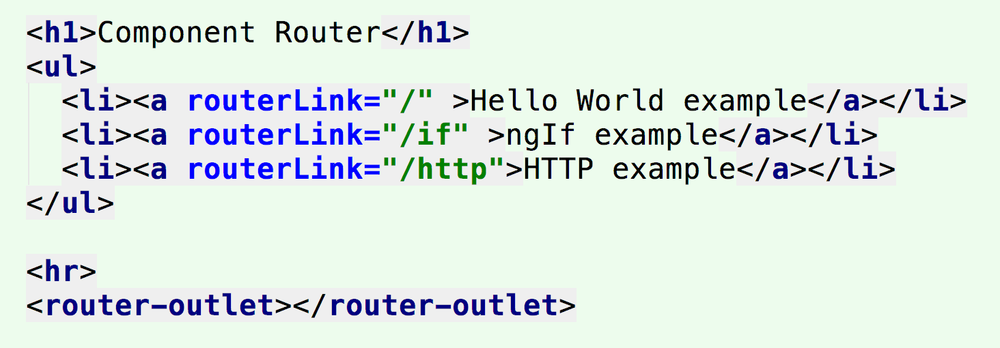 <h1>Component Router</h1>
<ul>
  <li><a routerLink="/" >Hello World example</a></li>
  <li><a routerLink="/if" >ngIf example</a></li>
  <li><a routerLink="/http">HTTP example</a></li>
</ul>

<hr>
<router-outlet></router-outlet>